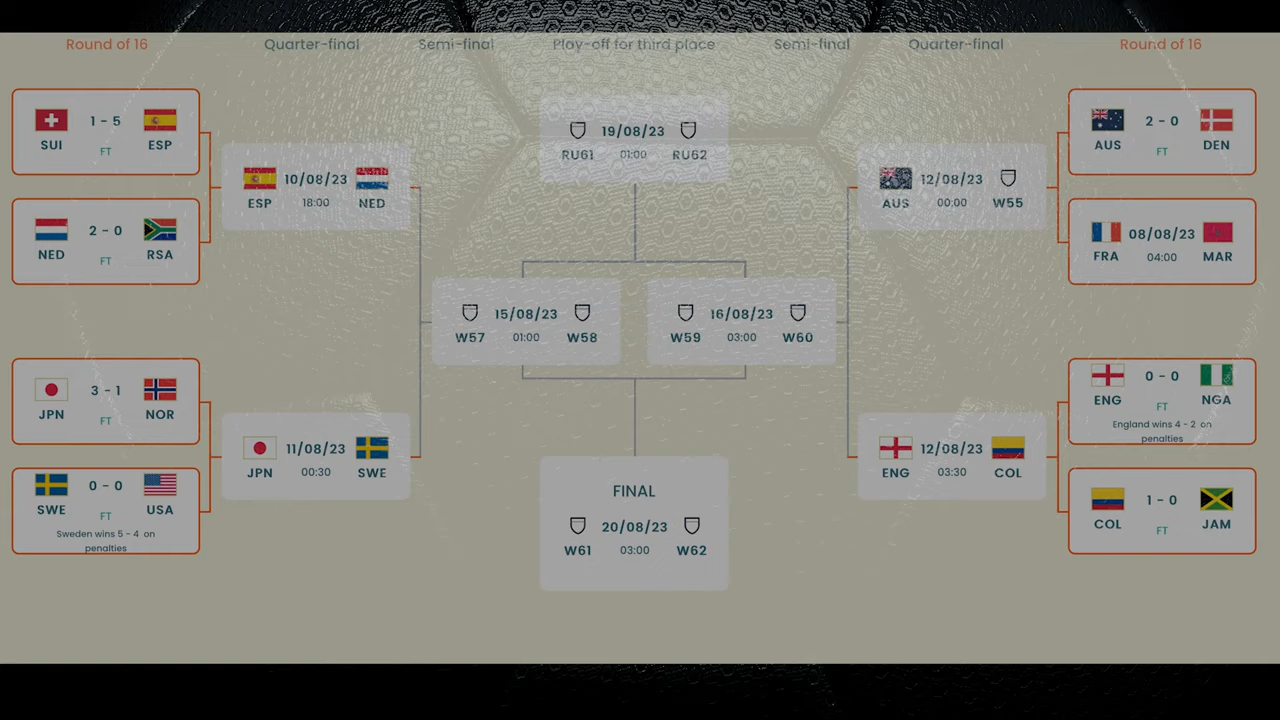 Round of 16
Quarter-final
Semi-final
Play-off for third place
Semi-final
Quarter-final
Round of 16
1 - 5
SUI
ESP
FT
2 - 0
NED
RSA
FT
3 - 1
JPN
NOR
FT
0 - 0
SWE
USA
FT
Sweden wins 5 - 4 on
penalties
10/08/23
ESP
18:00
NED
11/08/23
JPN
00:30
SWE
15/08/23
W57
01:00
W58
19/08/23
RU61
01:00
RU62
16/08/23
W59
03:00
W60
FINAL
20/08/23
W61
03:00
W62
12/08/23
AUS
00:00
W55
12/08/23
ENG
03:30
COL
2 - 0
AUS
DEN
FT
08/08/23
FRA
04:00
MAR
0 - 0
ENG
NGA
FT
England wins 4 - 2 on
penalties
1 - 0
COL
JAM
FT